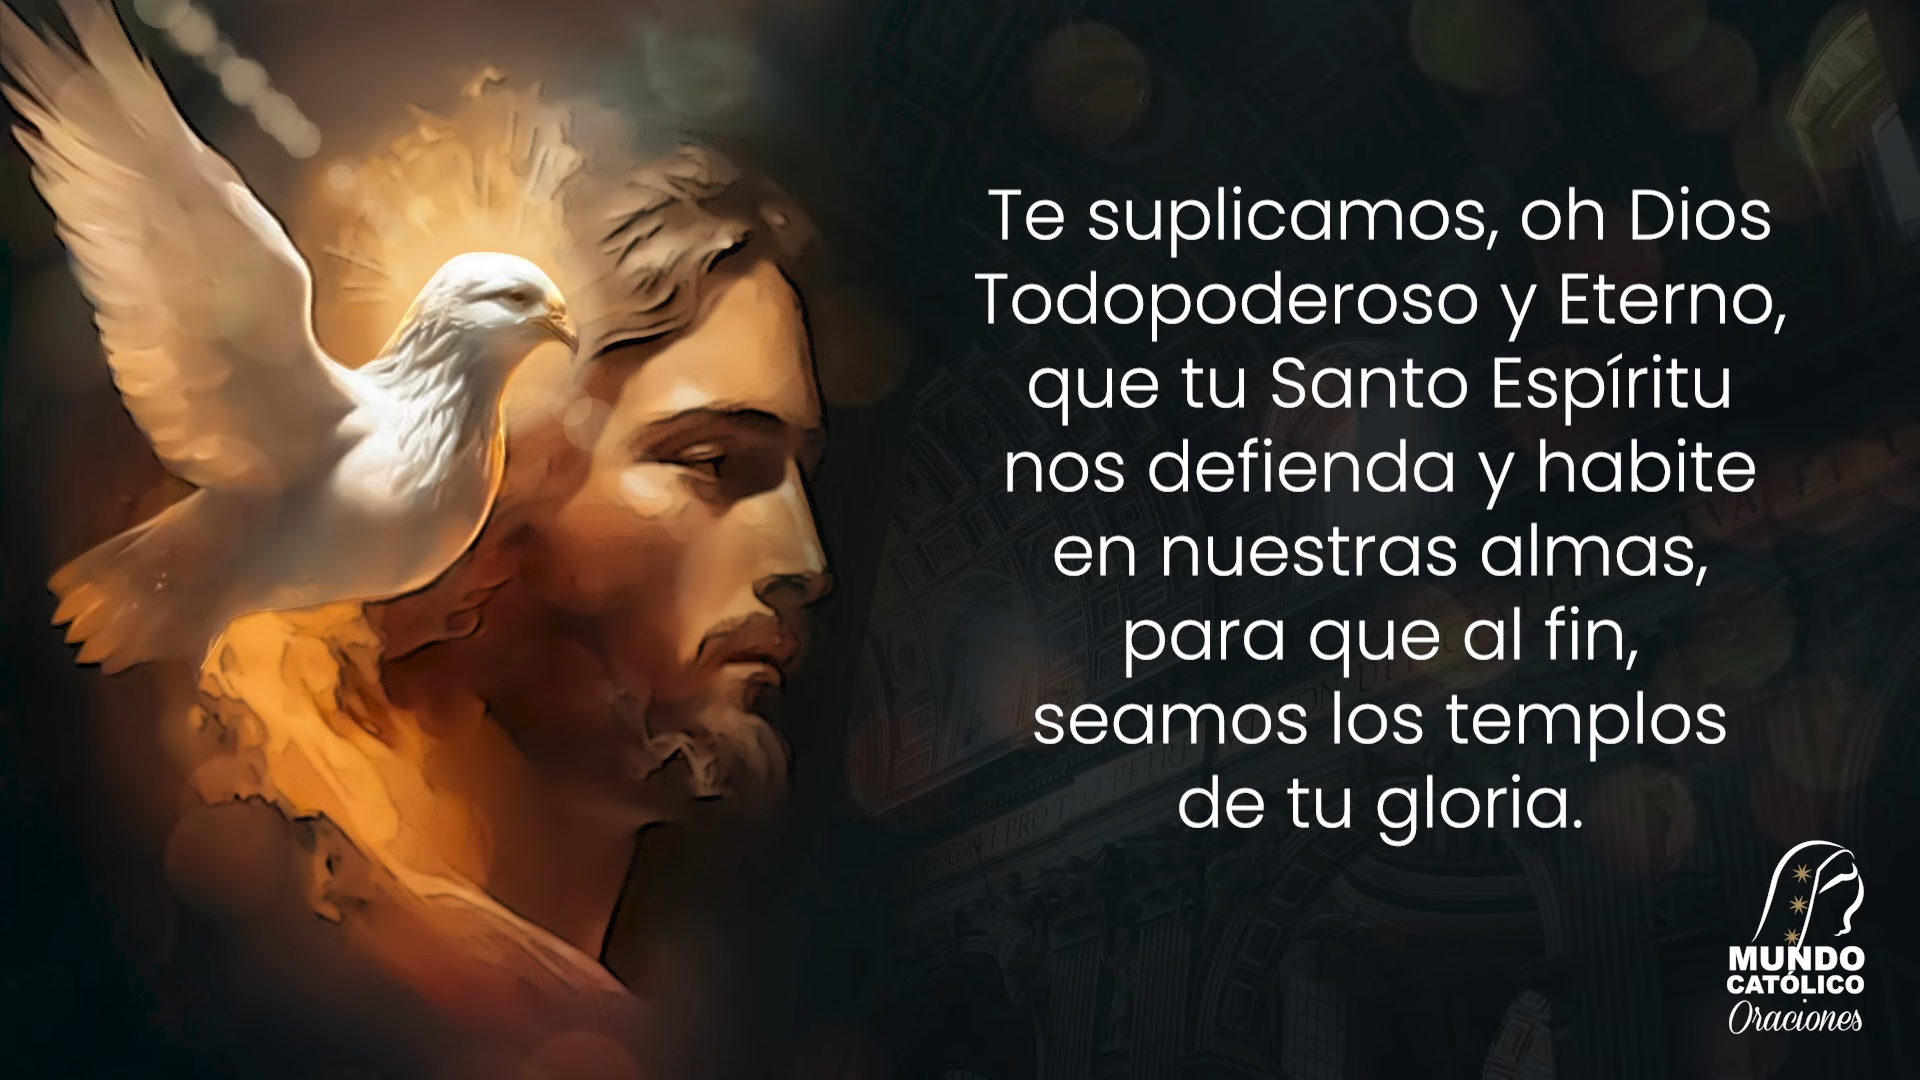 Te suplicamos, oh Dios
Todopoderoso y Eterno,
que tu Santo Espíritu
nos defienda y habite
en nuestras almas,
para que al fin,
seamos los templos
de tu gloria.
MUNDO
CATÓLICO
Oraciones